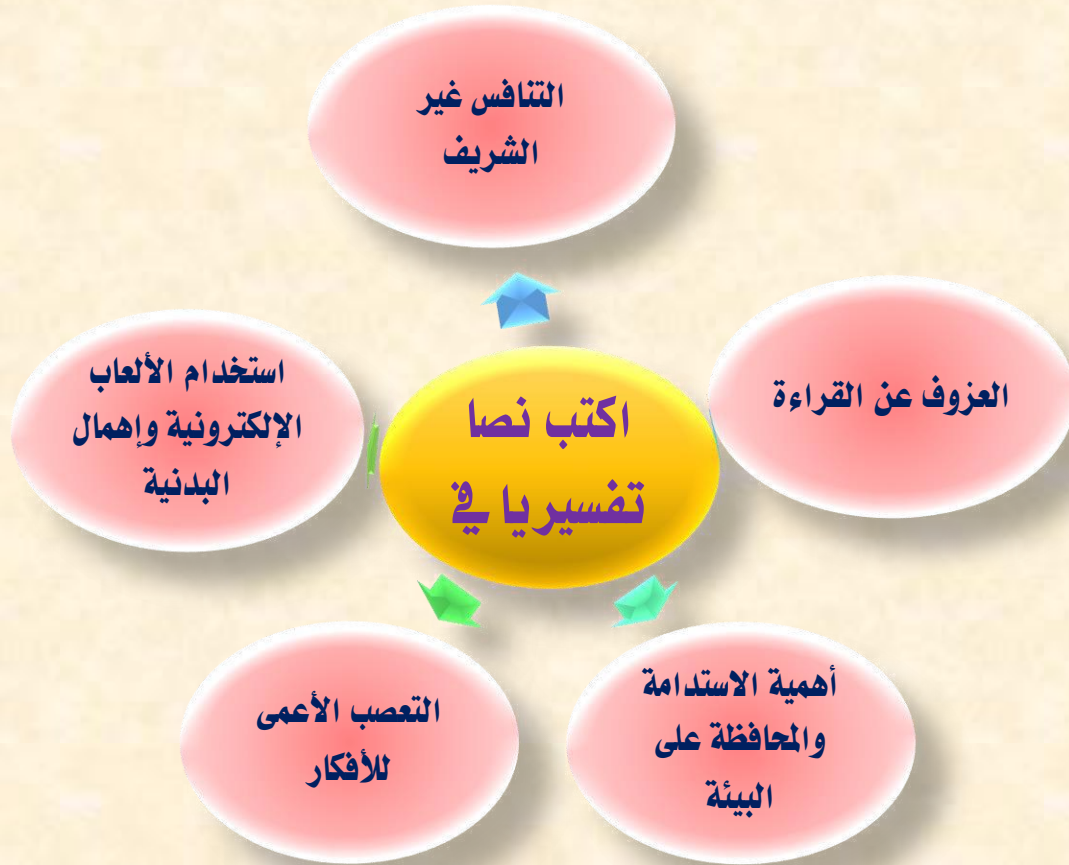 التنافس غير
الشريف
العزوف عن القراءة
استخدام الألعاب
الإلكترونية وإهمال
البدنية
اكتب نصا
تفسيريا في
أهمية الاستدامة
والمحافظة على
البيئة
التعصب الأعمى
للأفكار